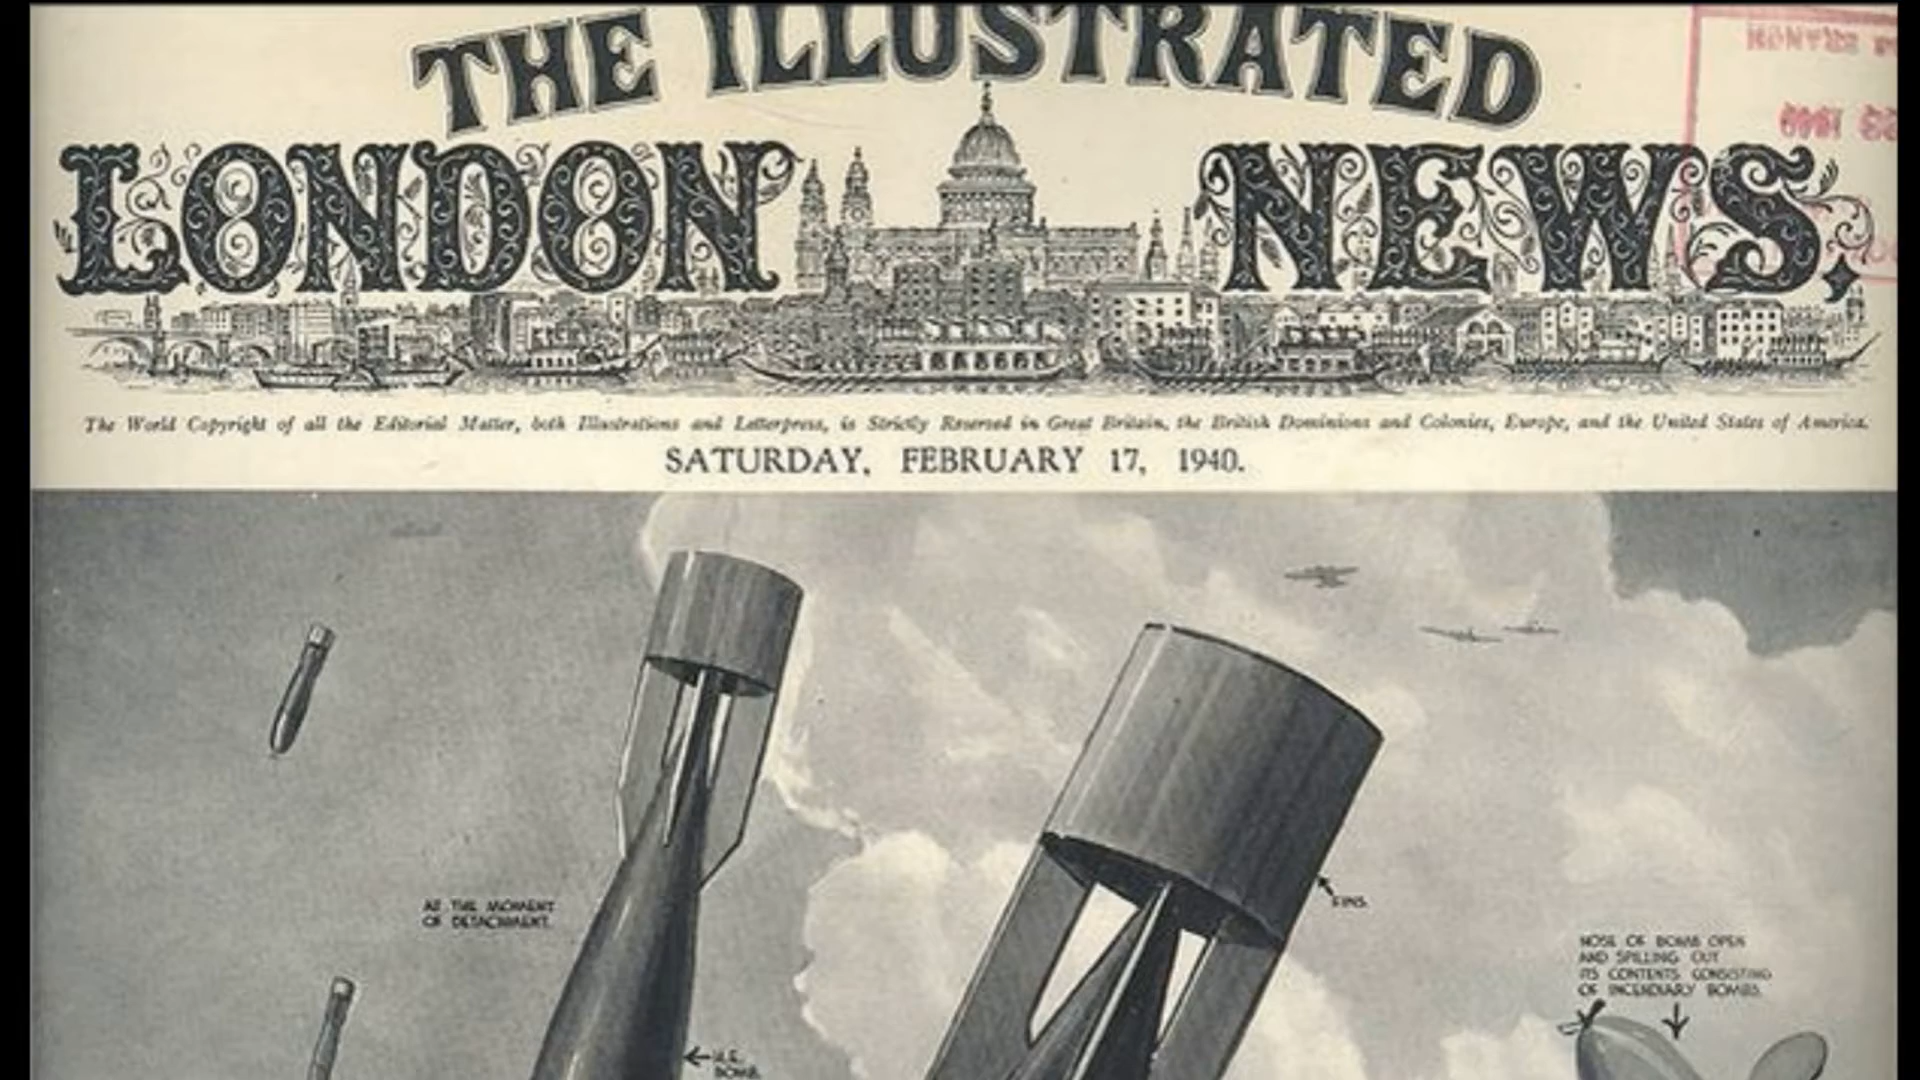 THE ILLUSTRATED
LONDON NEWS,
The World Copyright of all the Editorial Matter, both Illustrations and Letterpress, is Strictly Reserved in Great Britain, the British Dominions and Colonies, Europe, and the United States of America.
SATURDAY, FEBRUARY 17, 1940.
AT THE MOMENT
OF DETACHMENT.
FINS.
NOSE OF BOMB OPEN
AND SPILLING OUT
ITS CONTENTS CONSISTING
OF INCENDIARY BOMBS.
BOMB.